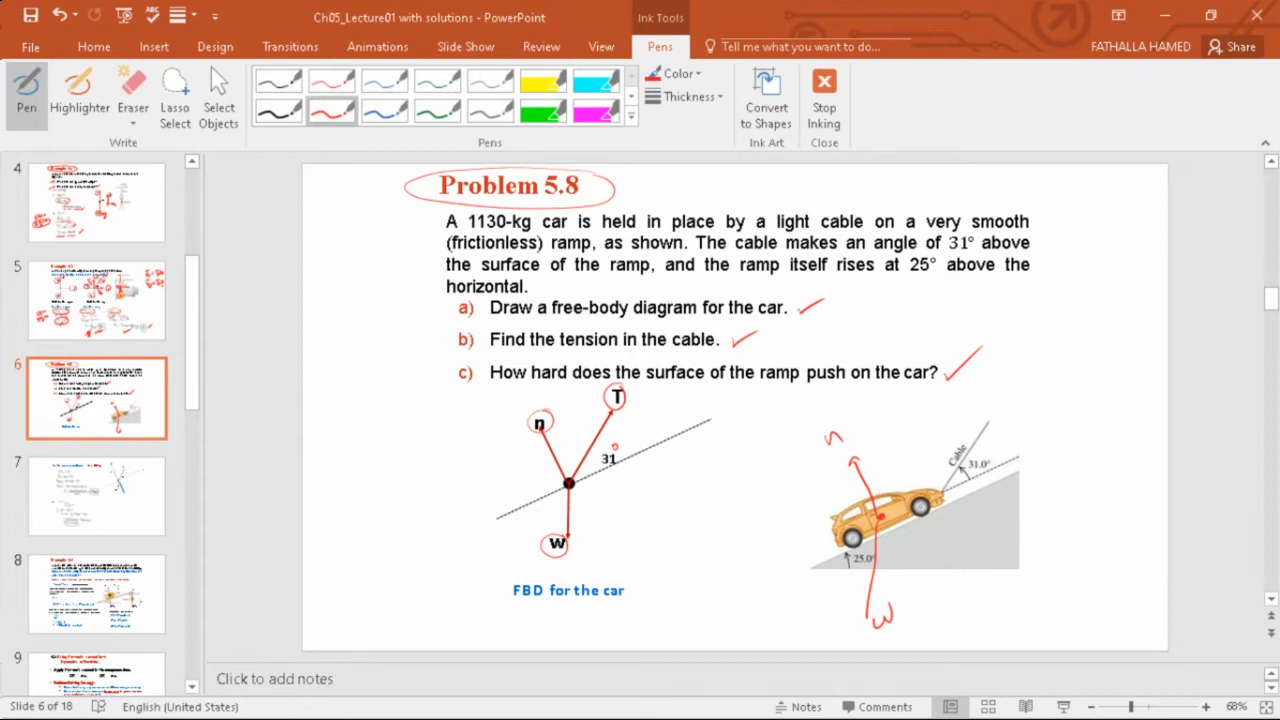 Ch05_Lecture01 with solutions - PowerPoint
Ink Tools
File
Home
Insert
Design
Transitions
Animations
Slide Show
Review
View
Pens
Tell me what you want to do...
FATHALLA HAMED
Share
Pen
Highlighter
Eraser
Lasso Select
Select Objects
Color
Thickness
Convert to Shapes
Stop Inking
Write
Pens
Ink Art
Close
4
5
6
7
8
9
Problem 5.8
A 1130-kg car is held in place by a light cable on a very smooth
(frictionless) ramp, as shown. The cable makes an angle of 31° above
the surface of the ramp, and the ramp itself rises at 25° above the
horizontal.
a) Draw a free-body diagram for the car.
b) Find the tension in the cable.
c) How hard does the surface of the ramp push on the car?
T
n
31°
w
FBD for the car
n
Cable
31.0°
25.0°
w
Click to add notes
Slide 6 of 18
English (United States)
Notes
Comments
68%